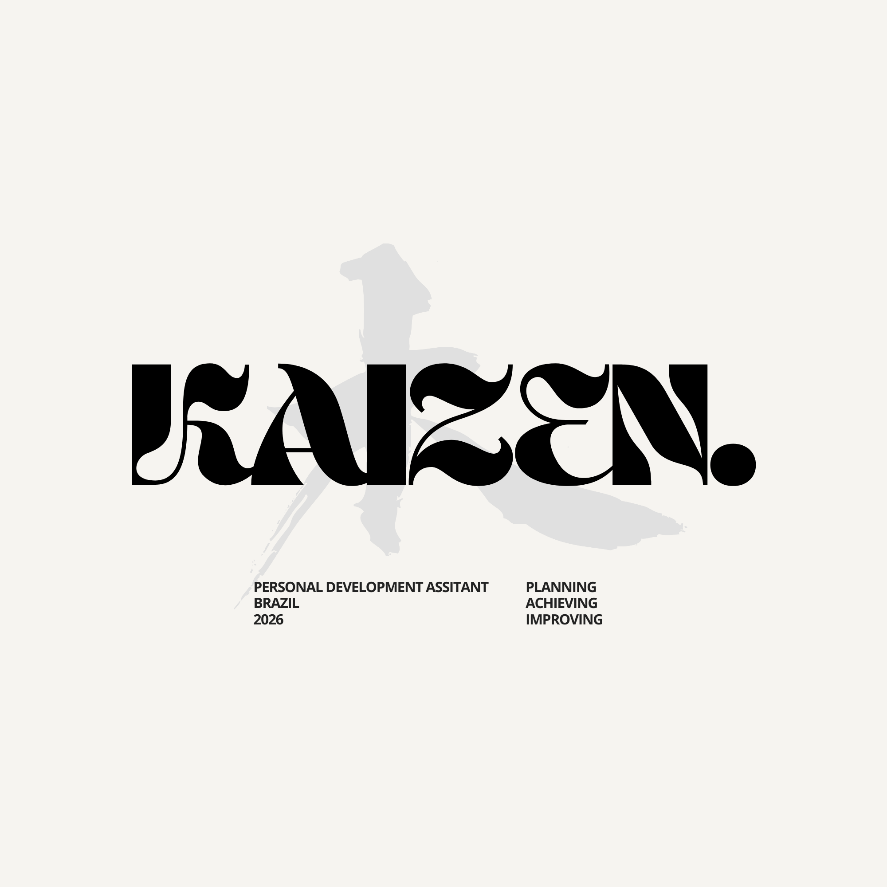 KAIZEN.
PERSONAL DEVELOPMENT ASSITANT
BRAZIL
2026
PLANNING
ACHIEVING
IMPROVING